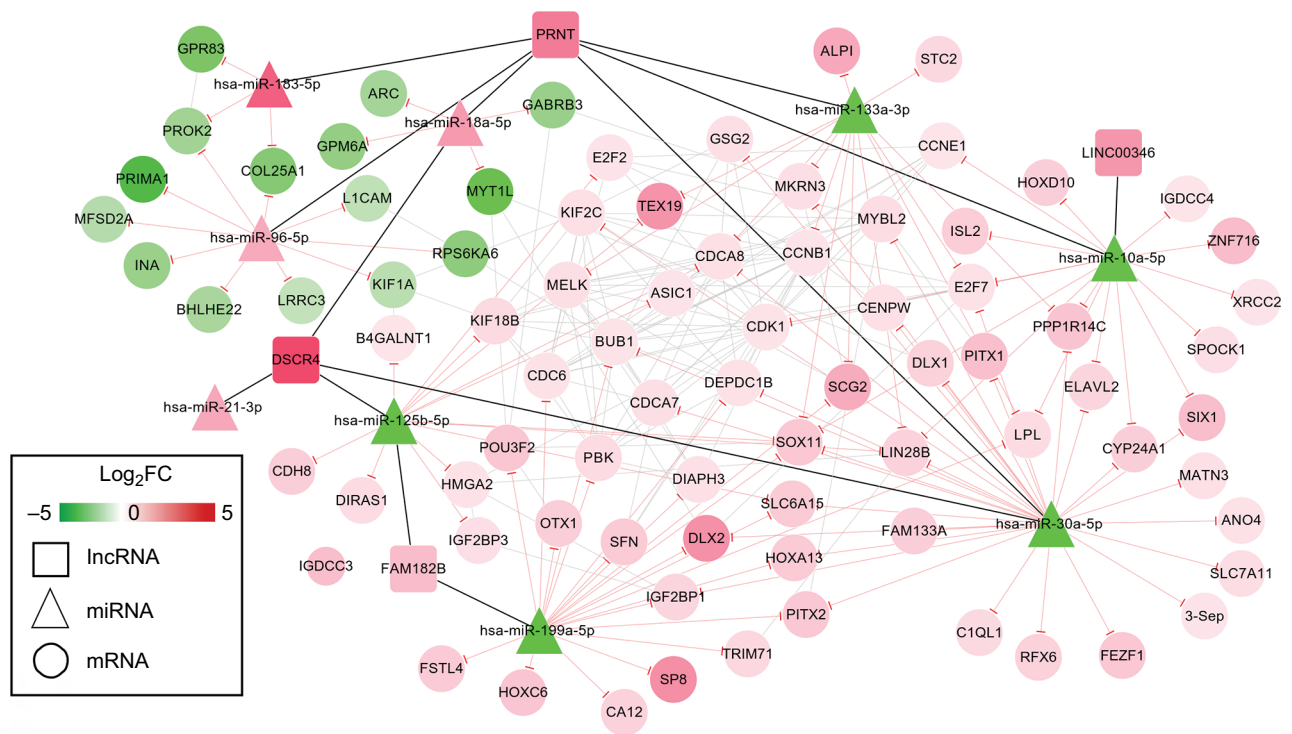 PRNT
GPR83
ALPI
STC2
hsa-miR-183-5p
ARC
GABRB3
hsa-miR-133a-3p
hsa-miR-18a-5p
PROK2
GPM6A
E2F2
GSG2
CCNE1
LINC00346
COL25A1
PRIMA1
MYT1L
L1CAM
MKRN3
HOXD10
IGDCC4
TEX19
MFSD2A
KIF2C
MYBL2
ISL2
ZNF716
hsa-miR-96-5p
RPS6KA6
CDCA8
CCNB1
hsa-miR-10a-5p
INA
KIF1A
MELK
ASIC1
E2F7
XRCC2
BHLHE22
LRRC3
CENPW
KIF18B
CDK1
PPP1R14C
B4GALNT1
BUB1
SPOCK1
DSCR4
DLX1
PITX1
CDC6
DEPDC1B
SCG2
ELAVL2
hsa-miR-21-3p
CDCA7
SIX1
hsa-miR-125b-5p
LPL
POU3F2
SOX11
CYP24A1
LIN28B
PBK
CDH8
DIAPH3
MATN3
HMGA2
DIRAS1
SLC6A15
OTX1
hsa-miR-30a-5p
ANO4
FAM133A
IGF2BP3
SFN
DLX2
HOXA13
IGDCC3
FAM182B
SLC7A11
IGF2BP1
PITX2
3-Sep
hsa-miR-199a-5p
C1QL1
TRIM71
RFX6
FEZF1
FSTL4
SP8
HOXC6
CA12
Log2FC
–5
0
5
lncRNA
miRNA
mRNA